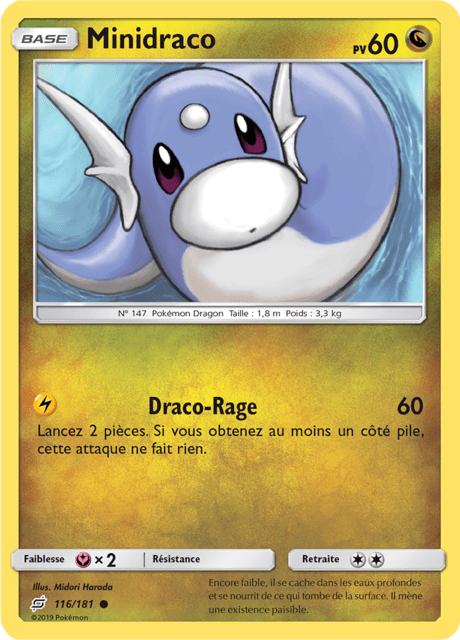 BASE Minidraco PV60
N° 147 Pokémon Dragon Taille : 1,8 m Poids : 3,3 kg
Draco-Rage 60
Lancez 2 pièces. Si vous obtenez au moins un côté pile,
cette attaque ne fait rien.
Faiblesse ×2 Résistance Retraite
Illus. Midori Harada
116/181
©2019 Pokémon
Encore faible, il se cache dans les eaux profondes
et se nourrit de ce qui tombe de la surface. Il mène
une existence paisible.